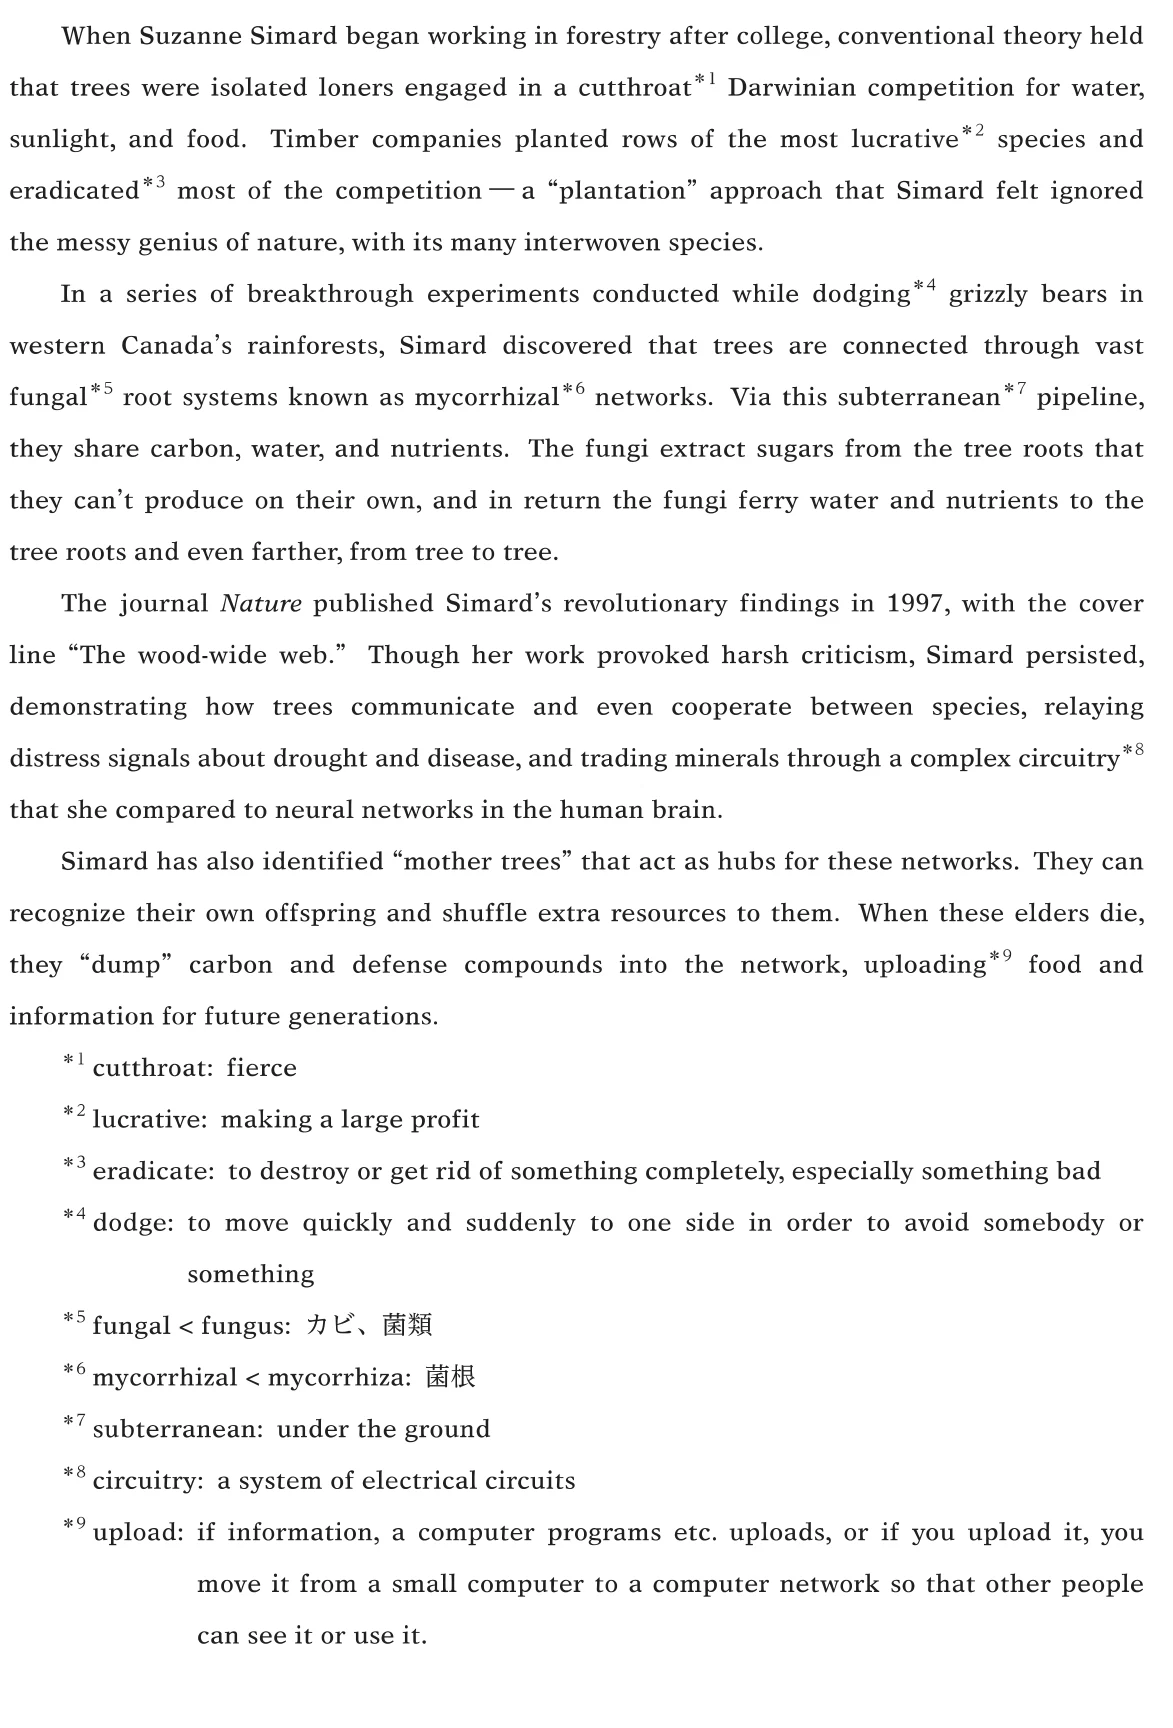 When Suzanne Simard began working in forestry after college, conventional theory held
that trees were isolated loners engaged in a cutthroat*1 Darwinian competition for water,
sunlight, and food. Timber companies planted rows of the most lucrative*2 species and
eradicated*3 most of the competition — a “plantation” approach that Simard felt ignored
the messy genius of nature, with its many interwoven species.
In a series of breakthrough experiments conducted while dodging*4 grizzly bears in
western Canada’s rainforests, Simard discovered that trees are connected through vast
fungal*5 root systems known as mycorrhizal*6 networks. Via this subterranean*7 pipeline,
they share carbon, water, and nutrients. The fungi extract sugars from the tree roots that
they can’t produce on their own, and in return the fungi ferry water and nutrients to the
tree roots and even farther, from tree to tree.
The journal Nature published Simard’s revolutionary findings in 1997, with the cover
line “The wood-wide web.” Though her work provoked harsh criticism, Simard persisted,
demonstrating how trees communicate and even cooperate between species, relaying
distress signals about drought and disease, and trading minerals through a complex circuitry*8
that she compared to neural networks in the human brain.
Simard has also identified “mother trees” that act as hubs for these networks. They can
recognize their own offspring and shuffle extra resources to them. When these elders die,
they “dump” carbon and defense compounds into the network, uploading*9 food and
information for future generations.
*1 cutthroat: fierce
*2 lucrative: making a large profit
*3 eradicate: to destroy or get rid of something completely, especially something bad
*4 dodge: to move quickly and suddenly to one side in order to avoid somebody or
something
*5 fungal < fungus: カビ、菌類
*6 mycorrhizal < mycorrhiza: 菌根
*7 subterranean: under the ground
*8 circuitry: a system of electrical circuits
*9 upload: if information, a computer programs etc. uploads, or if you upload it, you
move it from a small computer to a computer network so that other people
can see it or use it.